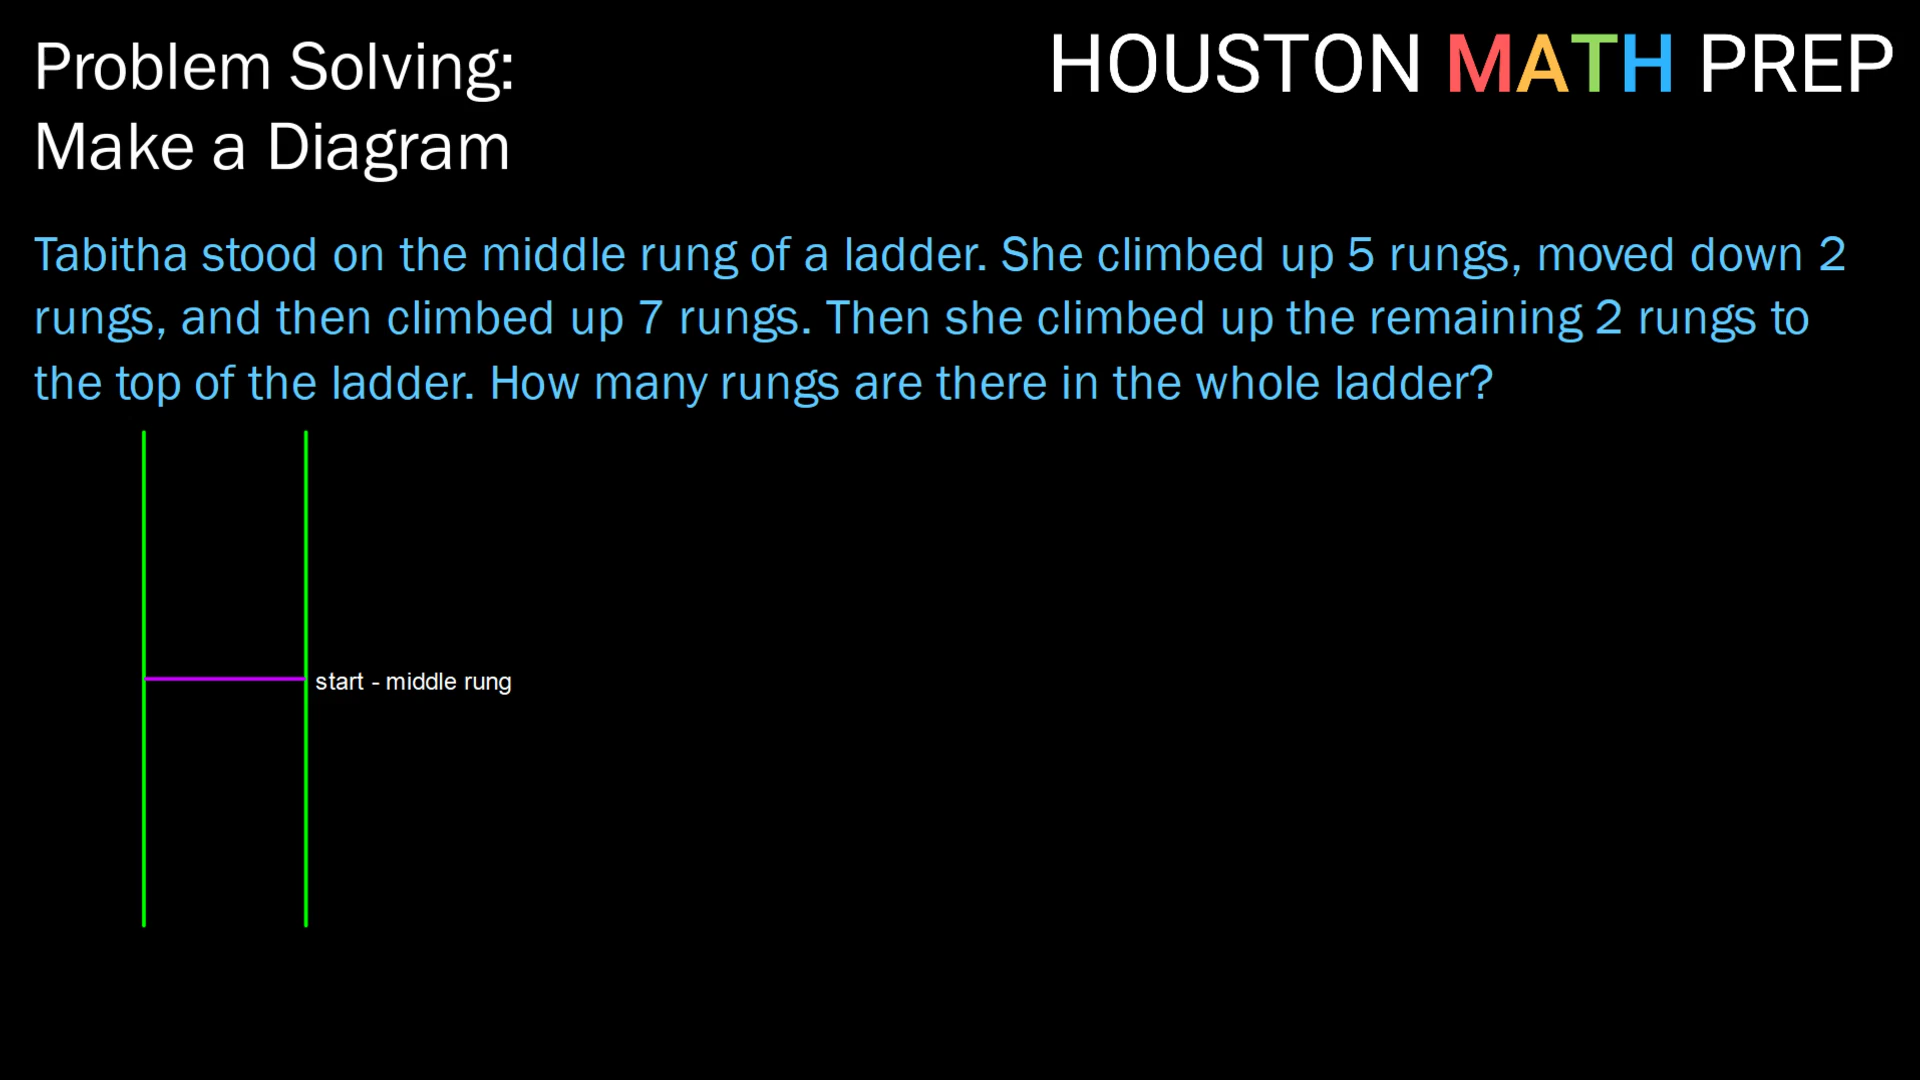 Problem Solving:
Make a Diagram
HOUSTON MATH PREP
Tabitha stood on the middle rung of a ladder. She climbed up 5 rungs, moved down 2
rungs, and then climbed up 7 rungs. Then she climbed up the remaining 2 rungs to
the top of the ladder. How many rungs are there in the whole ladder?
start - middle rung